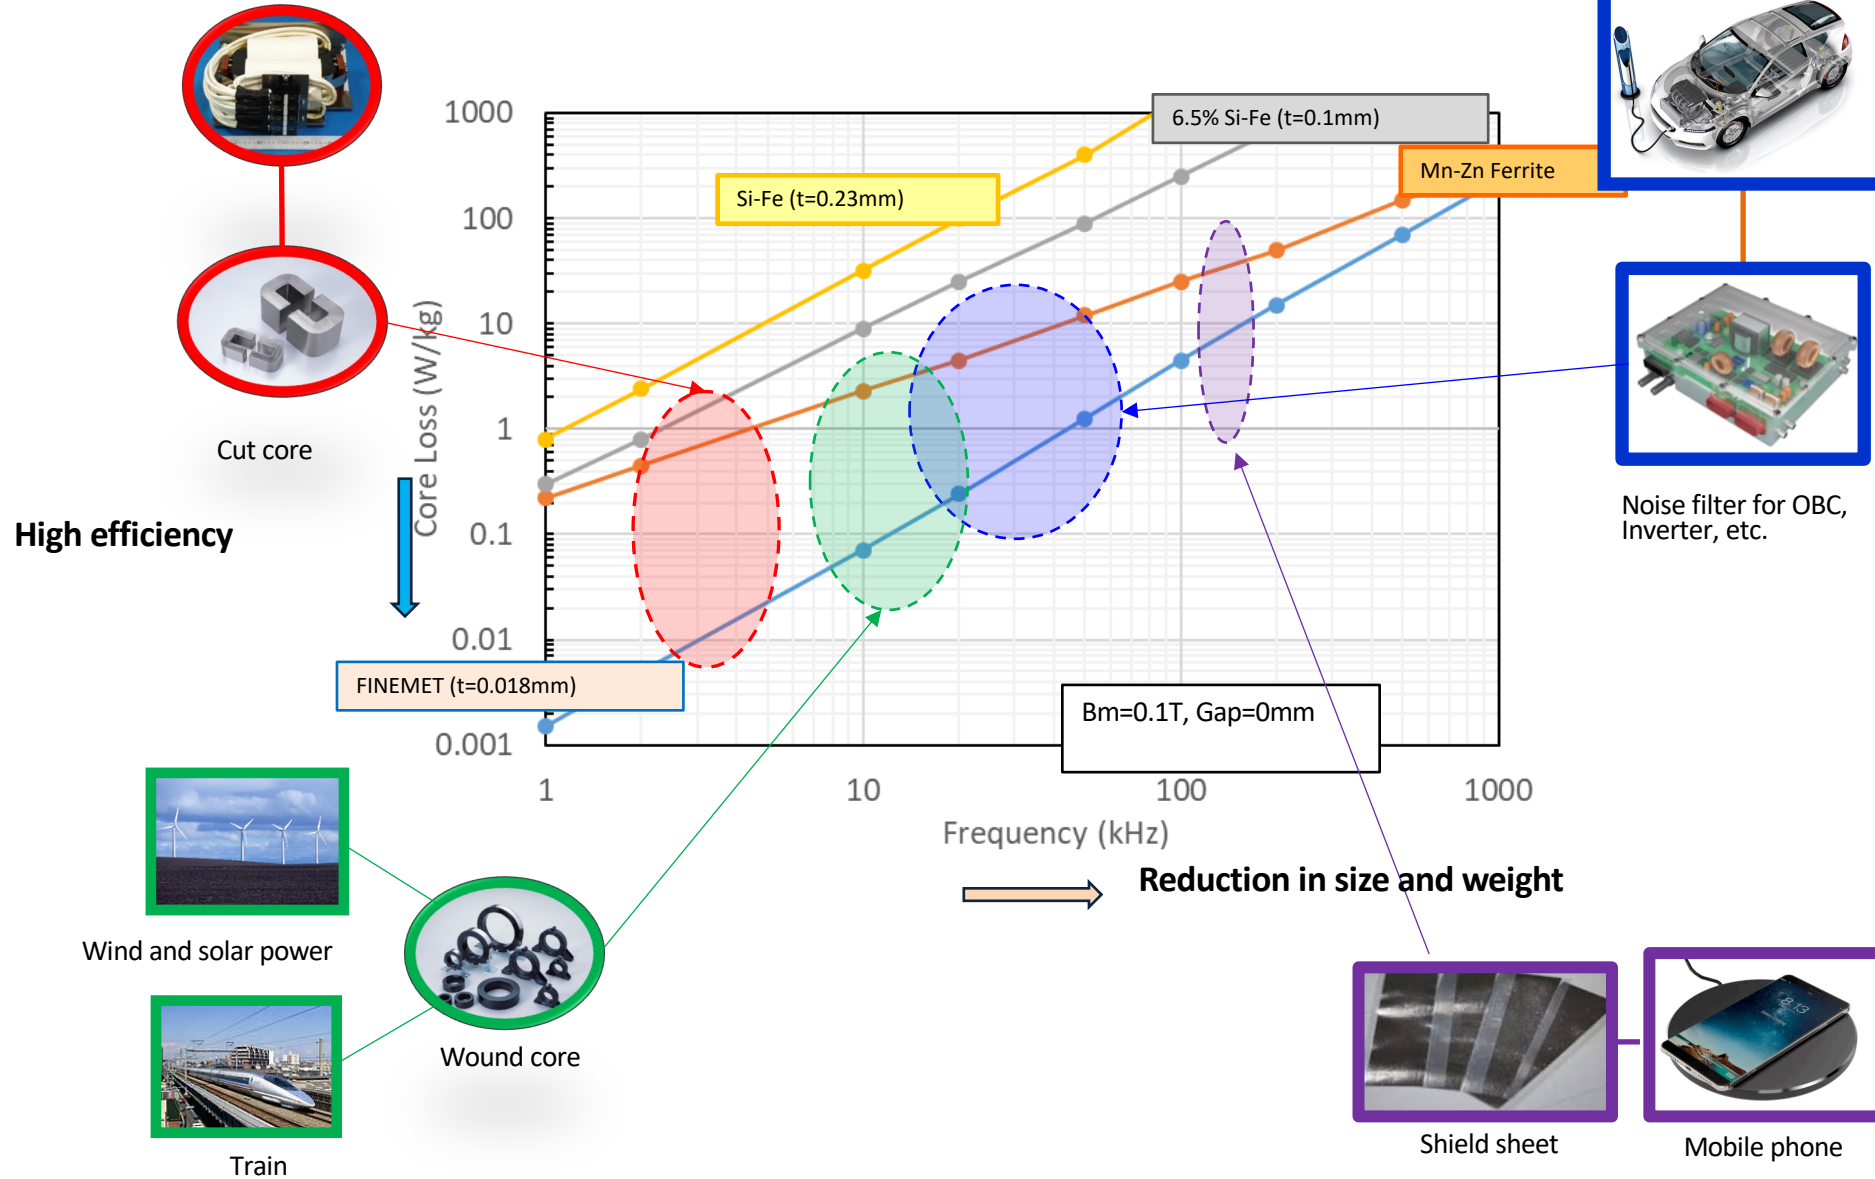 1000
6.5% Si-Fe (t=0.1mm)
Mn-Zn Ferrite
Si-Fe (t=0.23mm)
100
10
1
0.1
0.01
0.001
Core Loss (W/kg)
Cut core
High efficiency
Noise filter for OBC,
Inverter, etc.
FINEMET (t=0.018mm)
Bm=0.1T, Gap=0mm
1
10
100
1000
Frequency (kHz)
Reduction in size and weight
Wind and solar power
Wound core
Train
8:13
Shield sheet
Mobile phone